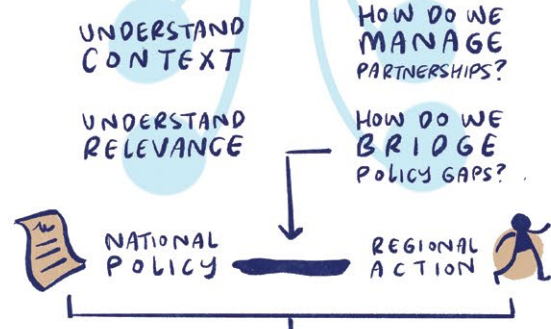 UNDERSTAND
CONTEXT
HOW DO WE
MANAGE
PARTNERSHIPS?
UNDERSTAND
RELEVANCE
HOW DO WE
BRIDGE
POLICY GAPS?
NATIONAL
POLICY
REGIONAL
ACTION